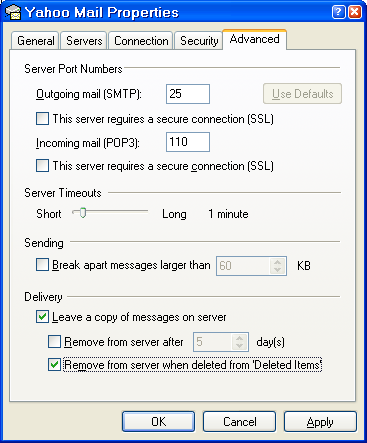 Yahoo Mail Properties
General Servers Connection Security Advanced
Server Port Numbers
Outgoing mail (SMTP): 25 Use Defaults
This server requires a secure connection (SSL)
Incoming mail (POP3): 110
This server requires a secure connection (SSL)
Server Timeouts
Short Long 1 minute
Sending
Break apart messages larger than 60 KB
Delivery
Leave a copy of messages on server
Remove from server after 5 day(s)
Remove from server when deleted from 'Deleted Items'
OK Cancel Apply